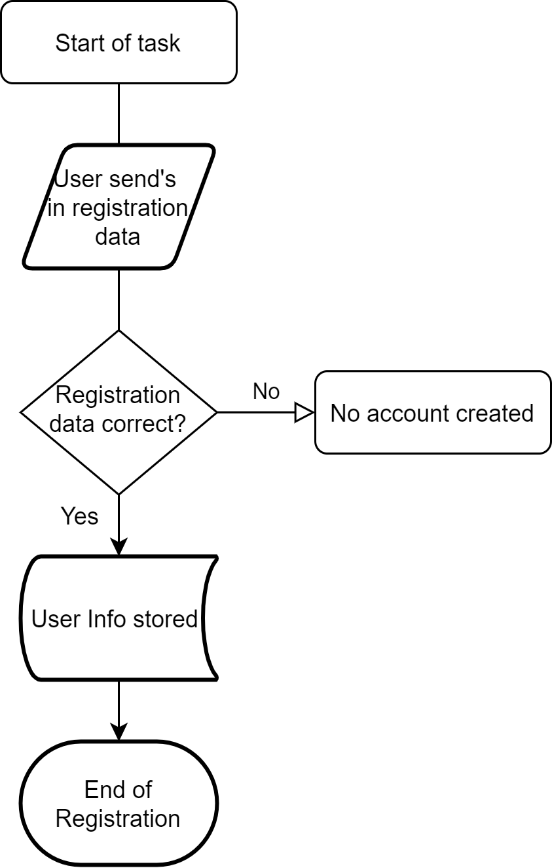 Start of task
User send's
in registration
data
Registration
data correct?
No
No account created
Yes
User Info stored
End of
Registration